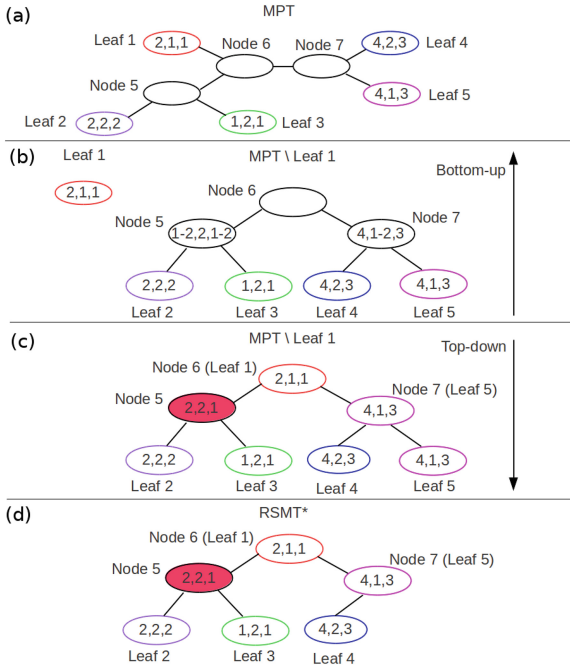 (a)
MPT
Leaf 1
2,1,1
Node 6
Node 7
4,2,3
Leaf 4
Node 5
4,1,3
Leaf 5
Leaf 2
2,2,2
1,2,1
Leaf 3
(b)
Leaf 1
MPT \ Leaf 1
Bottom-up
2,1,1
Node 6
Node 5
Node 7
1-2,2,1-2
4,1-2,3
2,2,2
1,2,1
4,2,3
4,1,3
Leaf 2
Leaf 3
Leaf 4
Leaf 5
(c)
MPT \ Leaf 1
Top-down
Node 6 (Leaf 1)
2,1,1
Node 5
Node 7 (Leaf 5)
2,2,1
4,1,3
2,2,2
1,2,1
4,2,3
4,1,3
Leaf 2
Leaf 3
Leaf 4
Leaf 5
(d)
RSMT*
Node 6 (Leaf 1)
2,1,1
Node 5
Node 7 (Leaf 5)
2,2,1
4,1,3
2,2,2
1,2,1
4,2,3
Leaf 2
Leaf 3
Leaf 4